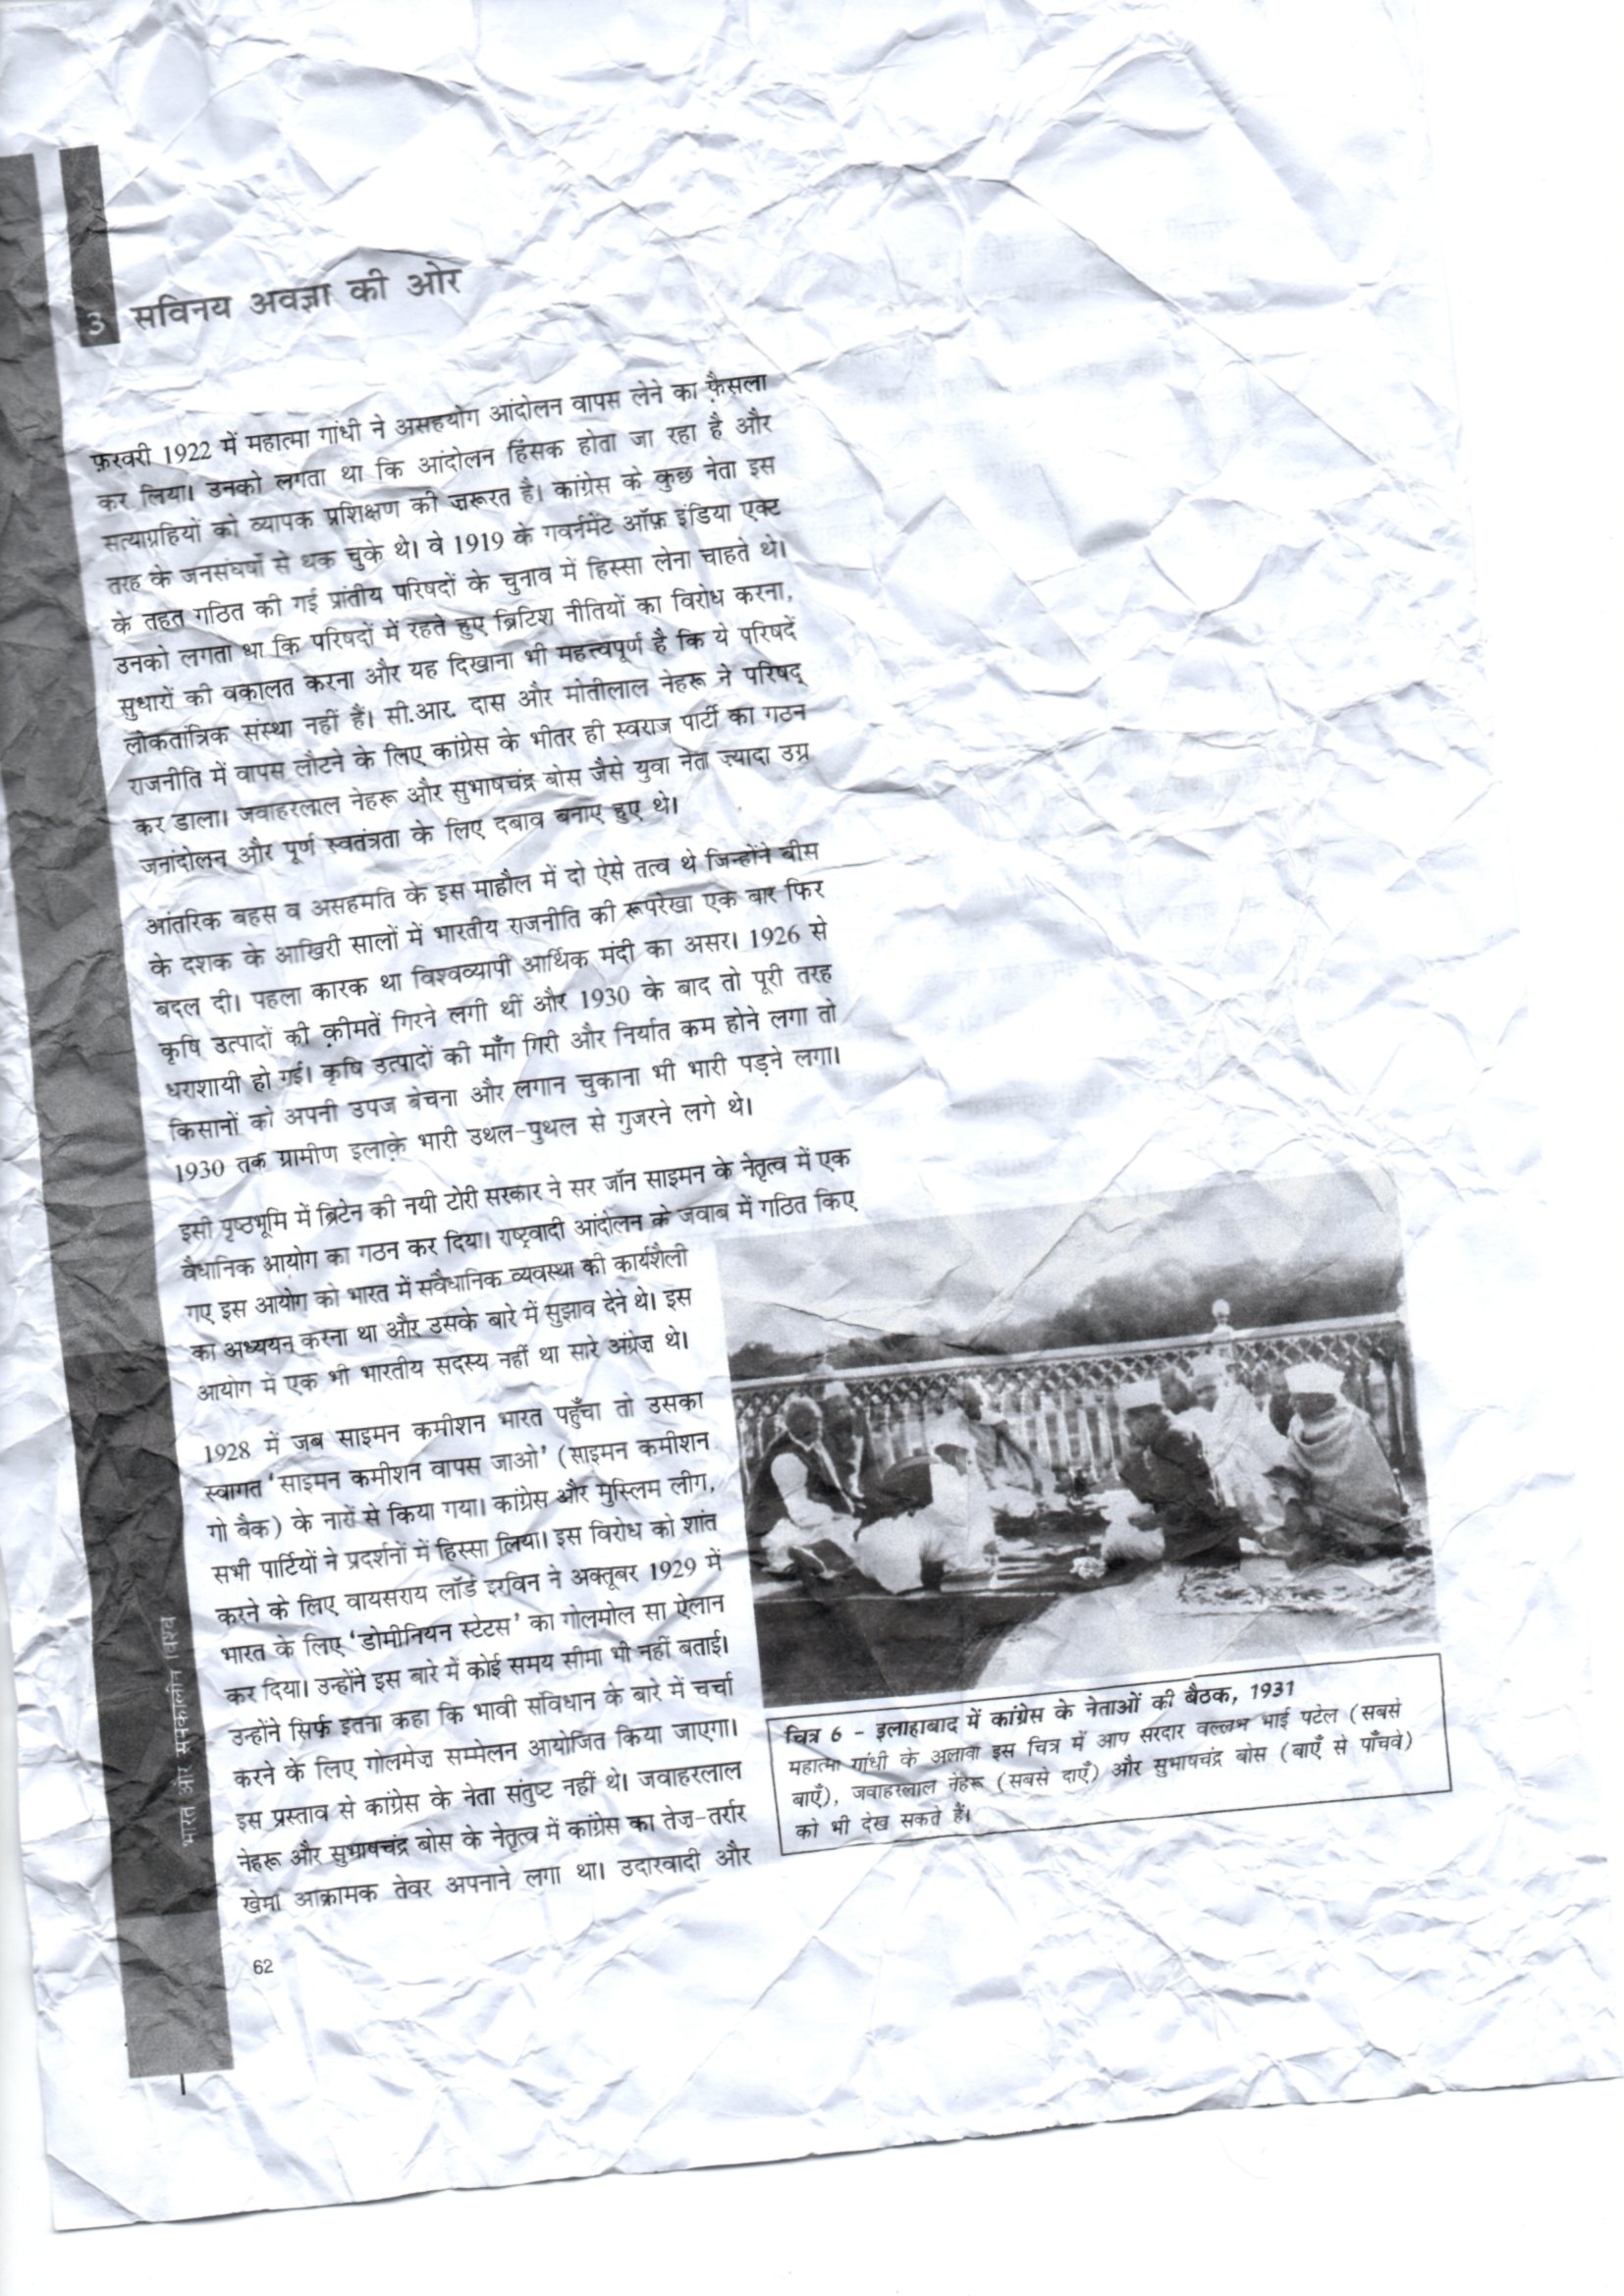 3 सविनय अवज्ञा की ओर
फ़रवरी 1922 में महात्मा गांधी ने असहयोग आंदोलन वापस लेने का फ़ैसला
कर लिया। उनको लगता था कि आंदोलन हिंसक होता जा रहा है और
सत्याग्रहियों को व्यापक प्रशिक्षण की ज़रूरत है। कांग्रेस के कुछ नेता इस
तरह के जनसंघर्षों से थक चुके थे। वे 1919 के गवर्नमेंट ऑफ़ इंडिया एक्ट
के तहत गठित की गई प्रांतीय परिषदों के चुनाव में हिस्सा लेना चाहते थे।
उनको लगता था कि परिषदों में रहते हुए ब्रिटिश नीतियों का विरोध करना,
सुधारों की वकालत करना और यह दिखाना भी महत्त्वपूर्ण है कि ये परिषदें
लोकतांत्रिक संस्था नहीं हैं। सी.आर. दास और मोतीलाल नेहरू ने परिषद्
राजनीति में वापस लौटने के लिए कांग्रेस के भीतर ही स्वराज पार्टी का गठन
कर डाला। जवाहरलाल नेहरू और सुभाषचंद्र बोस जैसे युवा नेता ज़्यादा उग्र
जनांदोलन और पूर्ण स्वतंत्रता के लिए दबाव बनाए हुए थे।
आंतरिक बहस व असहमति के इस माहौल में दो ऐसे तत्व थे जिन्होंने बीस
के दशक के आखिरी सालों में भारतीय राजनीति की रूपरेखा एक बार फिर
बदल दी। पहला कारक था विश्वव्यापी आर्थिक मंदी का असर। 1926 से
कृषि उत्पादों की क़ीमतें गिरने लगी थीं और 1930 के बाद तो पूरी तरह
धराशायी हो गईं। कृषि उत्पादों की माँग गिरी और निर्यात कम होने लगा तो
किसानों को अपनी उपज बेचना और लगान चुकाना भी भारी पड़ने लगा।
1930 तक ग्रामीण इलाक़े भारी उथल-पुथल से गुजरने लगे थे।
इसी पृष्ठभूमि में ब्रिटेन की नयी टोरी सरकार ने सर जॉन साइमन के नेतृत्व में एक
वैधानिक आयोग का गठन कर दिया। राष्ट्रवादी आंदोलन के जवाब में गठित किए
गए इस आयोग को भारत में संवैधानिक व्यवस्था की कार्यशैली
का अध्ययन करना था और उसके बारे में सुझाव देने थे। इस
आयोग में एक भी भारतीय सदस्य नहीं था सारे अंग्रेज़ थे।
1928 में जब साइमन कमीशन भारत पहुँचा तो उसका
स्वागत ‘साइमन कमीशन वापस जाओ’ (साइमन कमीशन
गो बैक) के नारों से किया गया। कांग्रेस और मुस्लिम लीग,
सभी पार्टियों ने प्रदर्शनों में हिस्सा लिया। इस विरोध को शांत
करने के लिए वायसराय लॉर्ड इरविन ने अक्तूबर 1929 में
भारत के लिए ‘डोमीनियन स्टेटस’ का गोलमोल सा ऐलान
कर दिया। उन्होंने इस बारे में कोई समय सीमा भी नहीं बताई।
उन्होंने सिर्फ़ इतना कहा कि भावी संविधान के बारे में चर्चा
करने के लिए गोलमेज़ सम्मेलन आयोजित किया जाएगा।
इस प्रस्ताव से कांग्रेस के नेता संतुष्ट नहीं थे। जवाहरलाल
नेहरू और सुभाषचंद्र बोस के नेतृत्व में कांग्रेस का तेज़-तर्रार
खेमा आक्रामक तेवर अपनाने लगा था। उदारवादी और
चित्र 6 – इलाहाबाद में कांग्रेस के नेताओं की बैठक, 1931
महात्मा गांधी के अलावा इस चित्र में आप सरदार वल्लभ भाई पटेल (सबसे
बाएँ), जवाहरलाल नेहरू (सबसे दाएँ) और सुभाषचंद्र बोस (बाएँ से पाँचवे)
को भी देख सकते हैं।
भारत और समकालीन विश्व
62